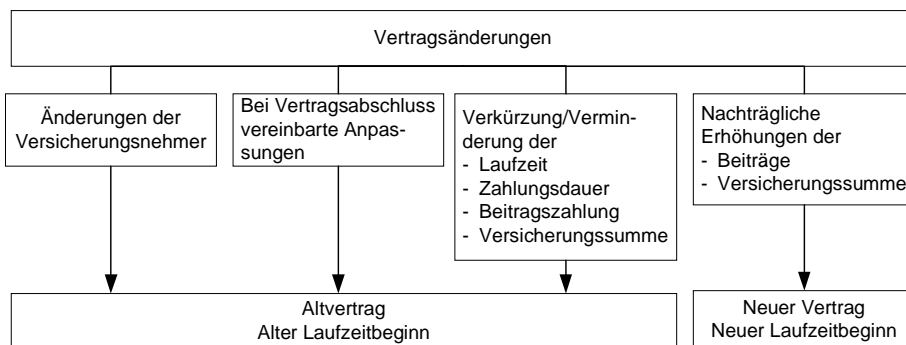 Vertragsänderungen
Änderungen der
Versicherungsnehmer
Bei Vertragsabschluss
vereinbarte Anpas-
sungen
Verkürzung/Vermin-
derung der
- Laufzeit
- Zahlungsdauer
- Beitragszahlung
- Versicherungssumme
Nachträgliche
Erhöhungen der
- Beiträge
- Versicherungssumme
Altvertrag
Alter Laufzeitbeginn
Neuer Vertrag
Neuer Laufzeitbeginn